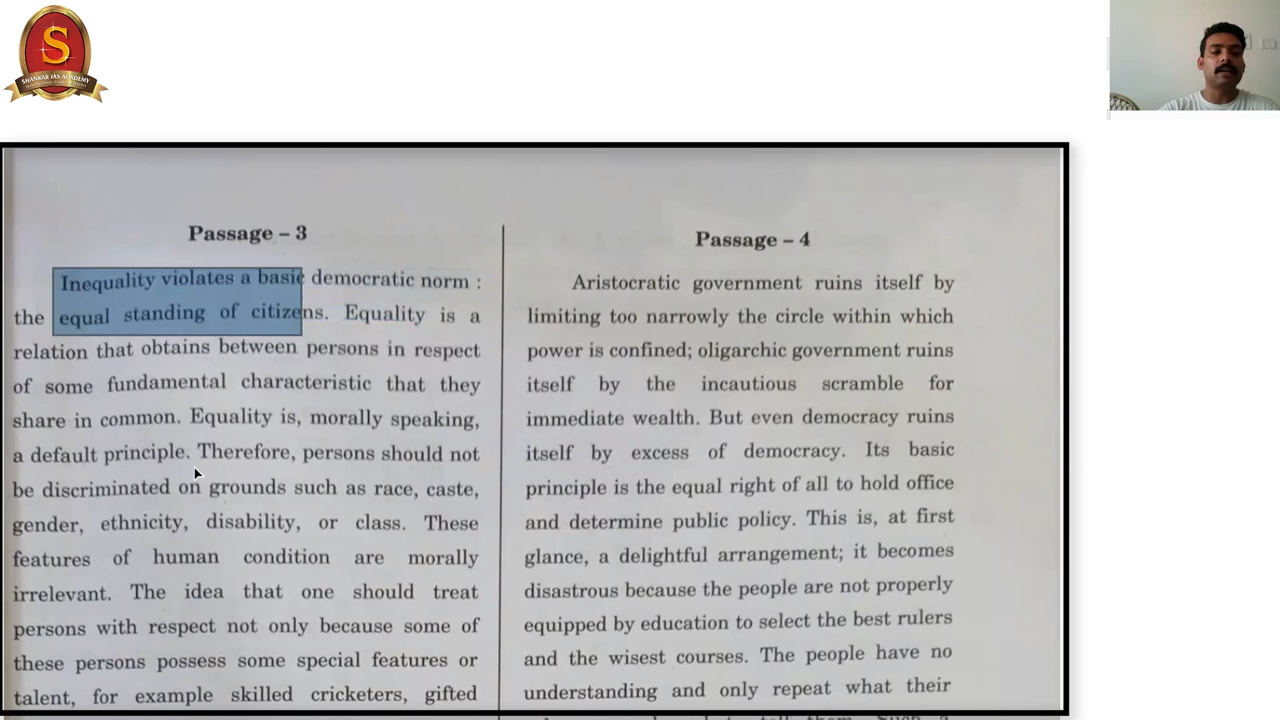 S
SHANKAR IAS ACADEMY
Passage – 3
Inequality violates a basic democratic norm :
the equal standing of citizens. Equality is a
relation that obtains between persons in respect
of some fundamental characteristic that they
share in common. Equality is, morally speaking,
a default principle. Therefore, persons should not
be discriminated on grounds such as race, caste,
gender, ethnicity, disability, or class. These
features of human condition are morally
irrelevant. The idea that one should treat
persons with respect not only because some of
these persons possess some special features or
talent, for example skilled cricketers, gifted
Passage – 4
Aristocratic government ruins itself by
limiting too narrowly the circle within which
power is confined; oligarchic government ruins
itself by the incautious scramble for
immediate wealth. But even democracy ruins
itself by excess of democracy. Its basic
principle is the equal right of all to hold office
and determine public policy. This is, at first
glance, a delightful arrangement; it becomes
disastrous because the people are not properly
equipped by education to select the best rulers
and the wisest courses. The people have no
understanding and only repeat what their